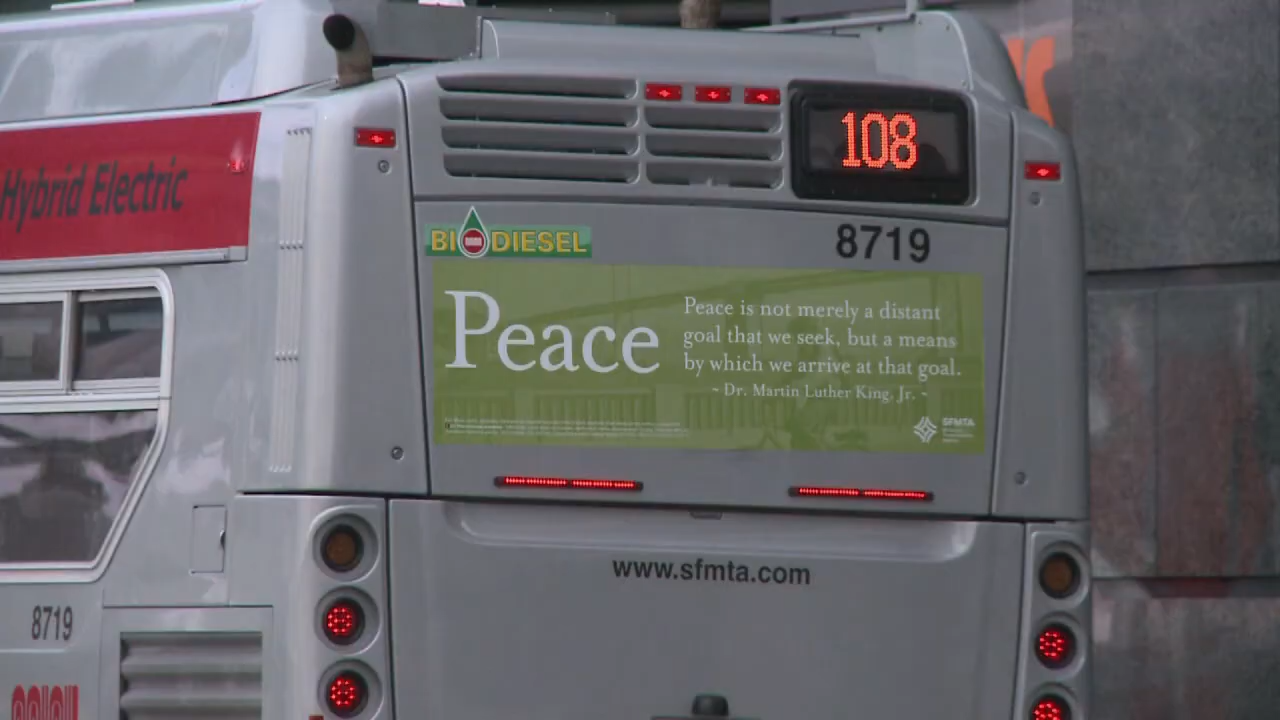 108
Hybrid Electric
BIODIESEL
8719
Peace
Peace is not merely a distant
goal that we seek, but a means
by which we arrive at that goal.
~ Dr. Martin Luther King, Jr. ~
SFMTA
www.sfmta.com
8719